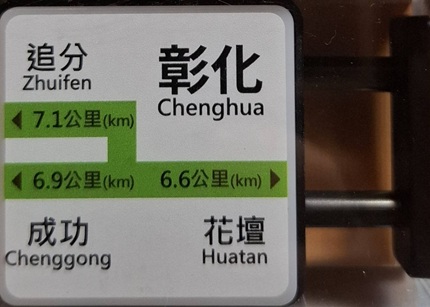 追分
Zhuifen
彰化
Chenghua
◀ 7.1公里(km)
◀ 6.9公里(km)
6.6公里(km) ▶
成功
Chenggong
花壇
Huatan